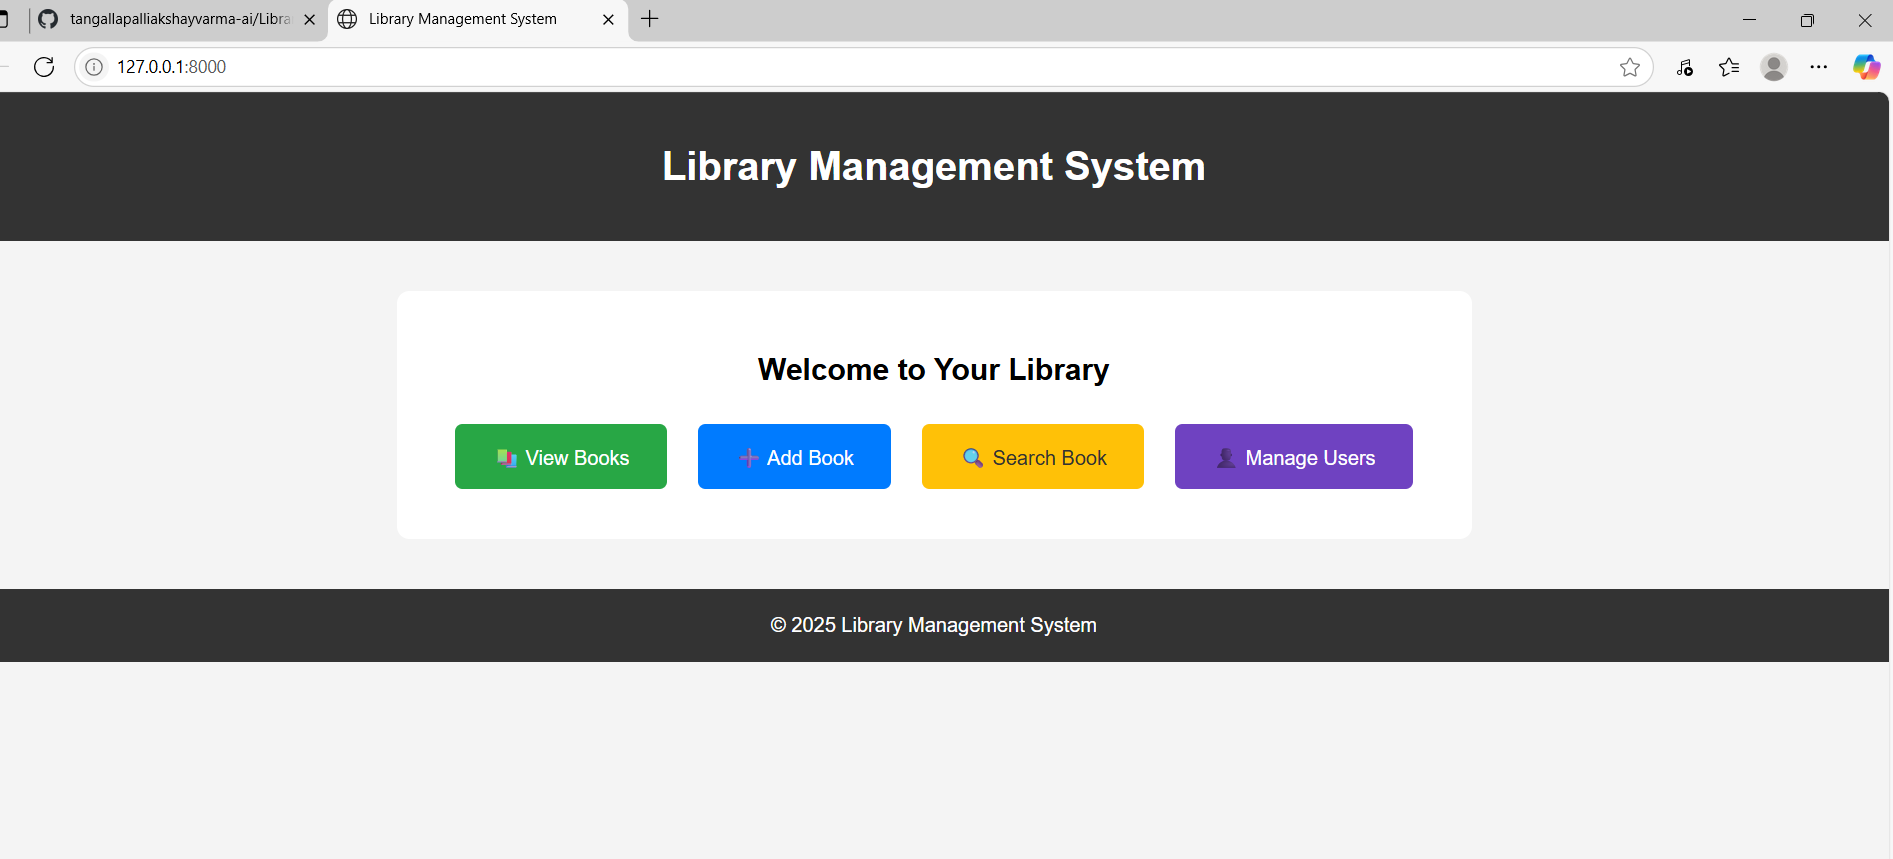 tangallapalliakshayvarma-ai/Libra
Library Management System
127.0.0.1:8000
Library Management System
Welcome to Your Library
View Books
Add Book
Search Book
Manage Users
© 2025 Library Management System